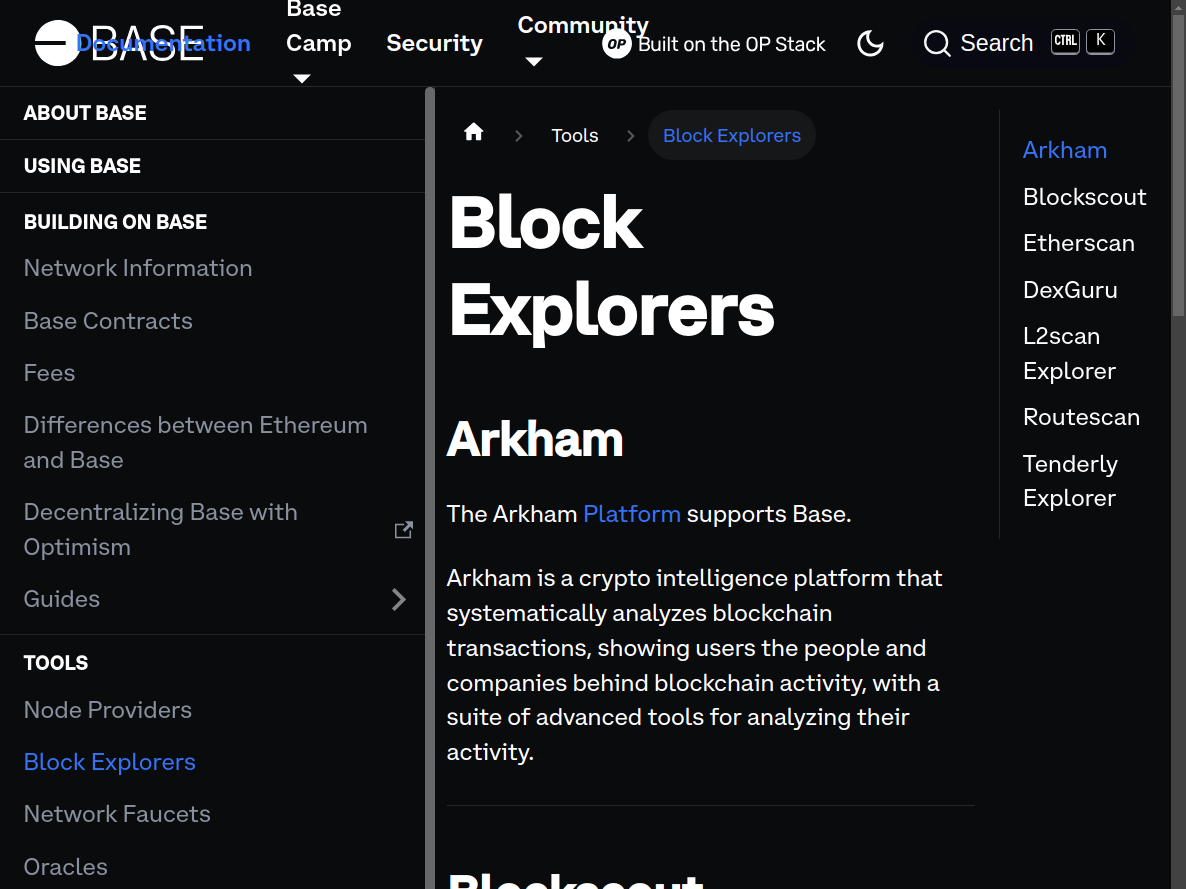 BASE
Documentation
Base
Camp
Security
Community
OP Built on the OP Stack
Search CTRL K
ABOUT BASE
USING BASE
BUILDING ON BASE
Network Information
Base Contracts
Fees
Differences between Ethereum
and Base
Decentralizing Base with
Optimism
Guides
TOOLS
Node Providers
Block Explorers
Network Faucets
Oracles
Tools
Block Explorers
Block
Explorers
Arkham
The Arkham Platform supports Base.
Arkham is a crypto intelligence platform that
systematically analyzes blockchain
transactions, showing users the people and
companies behind blockchain activity, with a
suite of advanced tools for analyzing their
activity.
Blockscout
Arkham
Blockscout
Etherscan
DexGuru
L2scan
Explorer
Routescan
Tenderly
Explorer